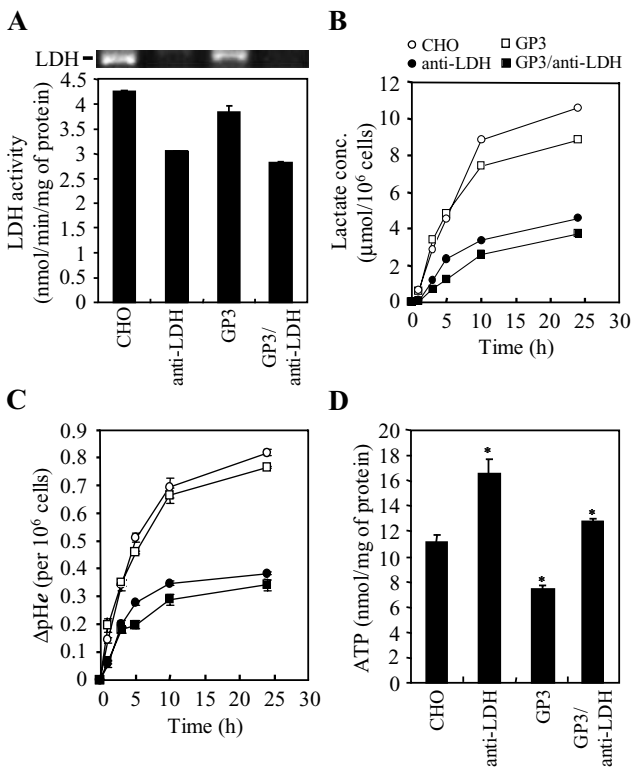 A
LDH
LDH activity
(nmol/min/mg of protein)
4.5
4
3.5
3
2.5
2
1.5
1
0.5
0
CHO
anti-LDH
GP3
GP3/
anti-LDH
B
CHO
GP3
anti-LDH
GP3/anti-LDH
Lactate conc.
(μmol/10⁶ cells)
12
10
8
6
4
2
0
0 5 10 15 20 25 30
Time (h)
C
ΔpHe (per 10⁶ cells)
0.9
0.8
0.7
0.6
0.5
0.4
0.3
0.2
0.1
0
0 5 10 15 20 25 30
Time (h)
D
ATP (nmol/mg of protein)
20
18
16
14
12
10
8
6
4
2
0
*
*
*
CHO
anti-LDH
GP3
GP3/
anti-LDH